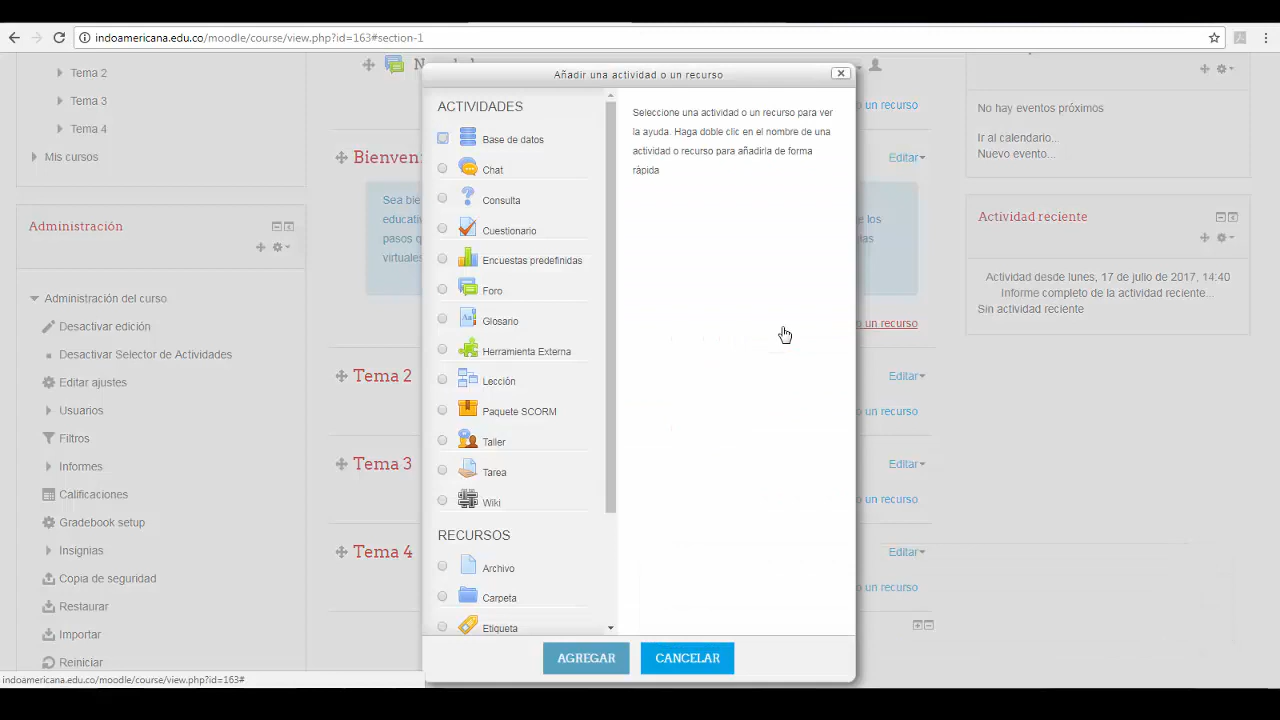 indoamericana.edu.co/moodle/course/view.php?id=163#section-1
Tema 2
Tema 3
Tema 4
Mis cursos
Administración
Administración del curso
Desactivar edición
Desactivar Selector de Actividades
Editar ajustes
Usuarios
Filtros
Informes
Calificaciones
Gradebook setup
Insignias
Copia de seguridad
Restaurar
Importar
Reiniciar
indoamericana.edu.co/moodle/course/view.php?id=163#
Bienven
Sea bie
educativ
pasos q
virtuales
Tema 2
Tema 3
Tema 4
Añadir una actividad o un recurso
ACTIVIDADES
Base de datos
Chat
Consulta
Cuestionario
Encuestas predefinidas
Foro
Glosario
Herramienta Externa
Lección
Paquete SCORM
Taller
Tarea
Wiki
RECURSOS
Archivo
Carpeta
Etiqueta
Seleccione una actividad o un recurso para ver
la ayuda. Haga doble clic en el nombre de una
actividad o recurso para añadirla de forma
rápida
AGREGAR
CANCELAR
o un recurso
Editar
e los
las
o un recurso
Editar
o un recurso
Editar
o un recurso
Editar
o un recurso
No hay eventos próximos
Ir al calendario...
Nuevo evento...
Actividad reciente
Actividad desde lunes, 17 de julio de 2017, 14:40
Informe completo de la actividad reciente...
Sin actividad reciente